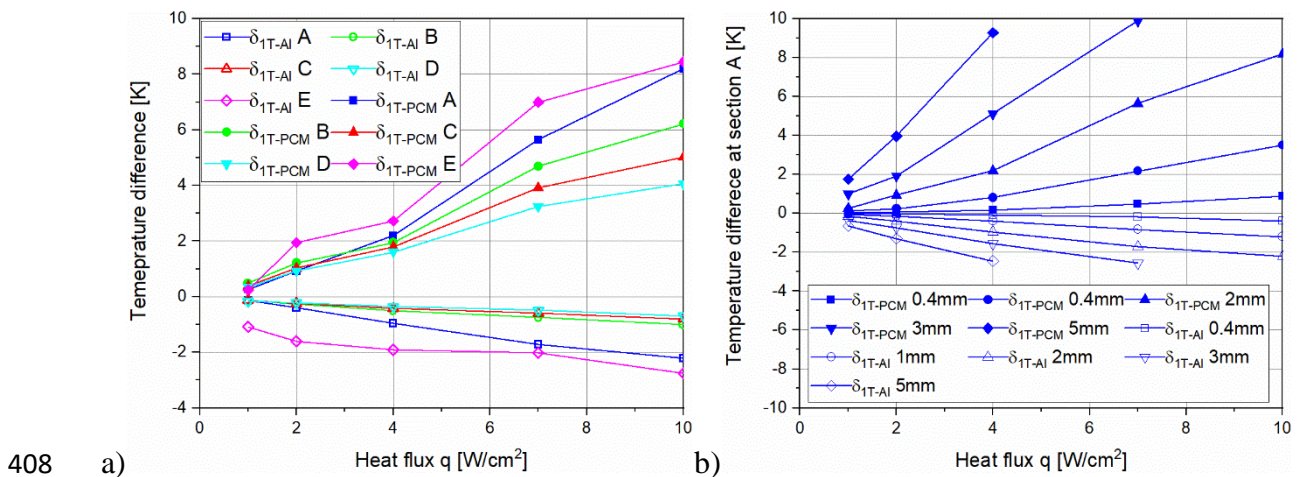 Temeprature difference [K]
10
8
6
4
2
0
-2
-4
δ1T-Al A δ1T-Al B
δ1T-Al C δ1T-Al D
δ1T-Al E δ1T-PCM A
δ1T-PCM B δ1T-PCM C
δ1T-PCM D δ1T-PCM E
0 2 4 6 8 10
Heat flux q [W/cm²]
408 a)
Temperature differece at section A [K]
10
8
6
4
2
0
-2
-4
-6
-8
-10
δ1T-PCM 0.4mm δ1T-PCM 0.4mm δ1T-PCM 2mm
δ1T-PCM 3mm δ1T-PCM 5mm δ1T-Al 0.4mm
δ1T-Al 1mm δ1T-Al 2mm δ1T-Al 3mm
δ1T-Al 5mm
0 2 4 6 8 10
Heat flux q [W/cm²]
b)